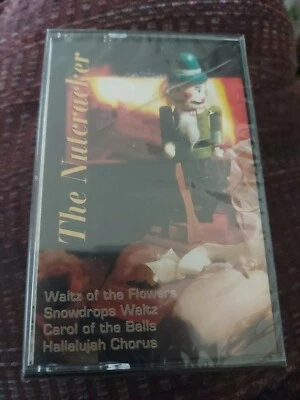 The Nutcracker
Waltz of the Flowers
Snowdrops Waltz
Carol of the Bells
Hallelujah Chorus